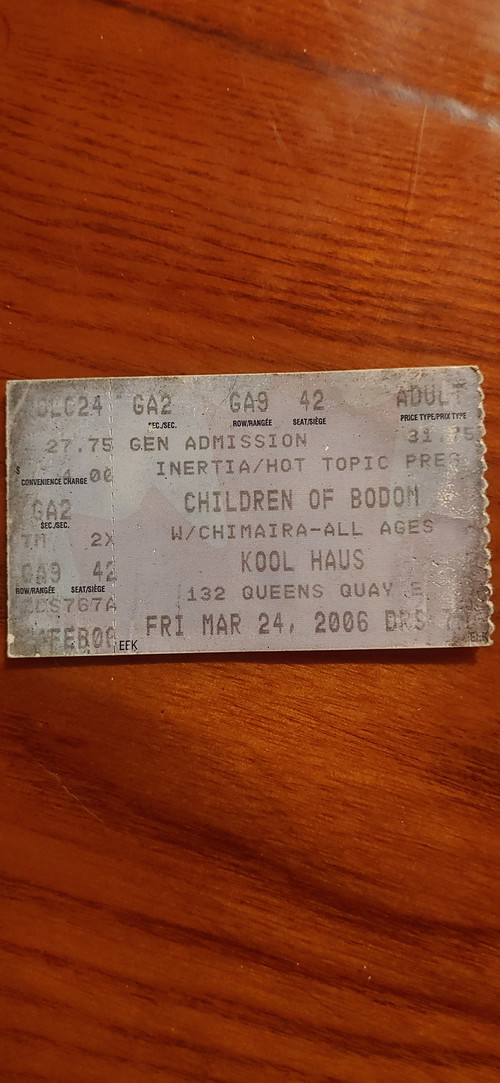 GA2 GA9 42 ADULT
SEC./SEC. ROW/RANGÉE SEAT/SIÈGE PRICE TYPE/PRIX TYPE
27.75 GEN ADMISSION 31.75
$ 4.00 INERTIA/HOT TOPIC PRES
CONVENIENCE CHARGE
GA2 CHILDREN OF BODOM
SEC./SEC.
2X W/CHIMAIRA-ALL AGES
GA9 42 KOOL HAUS
ROW/RANGÉE SEAT/SIÈGE
132 QUEENS QUAY E
FRI MAR 24, 2006 DRS
EFK